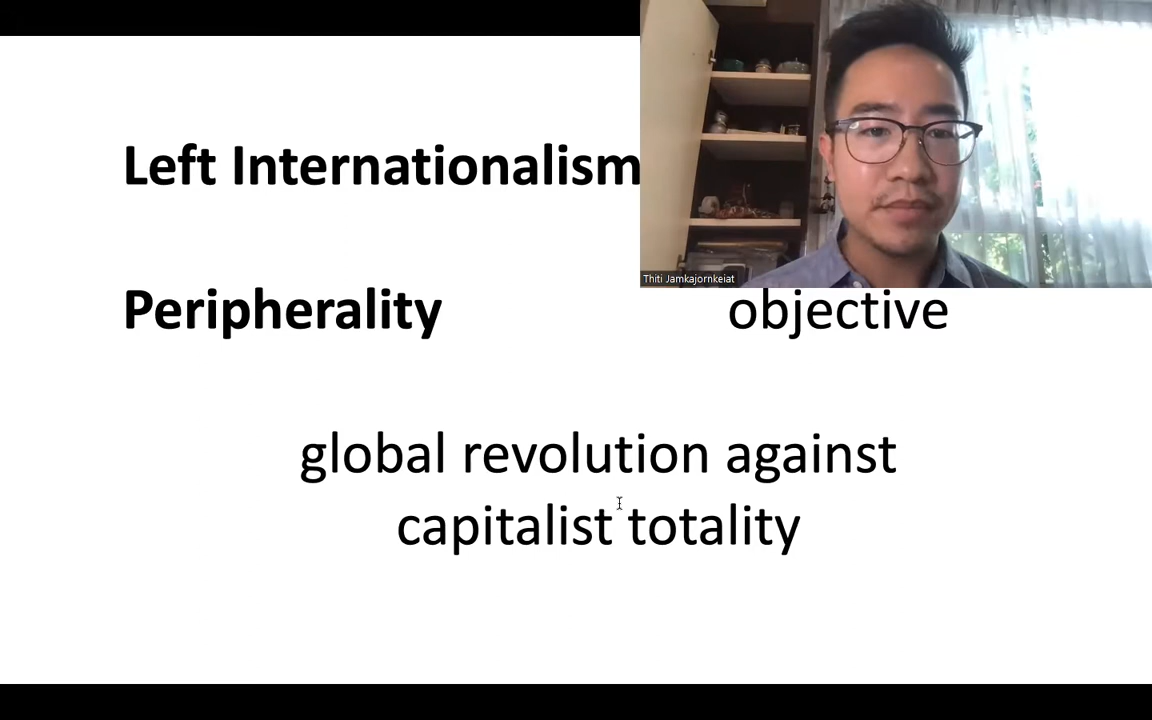 Left Internationalism
Thiti Jamkajornkeiat
Peripherality objective
global revolution against
capitalist totality